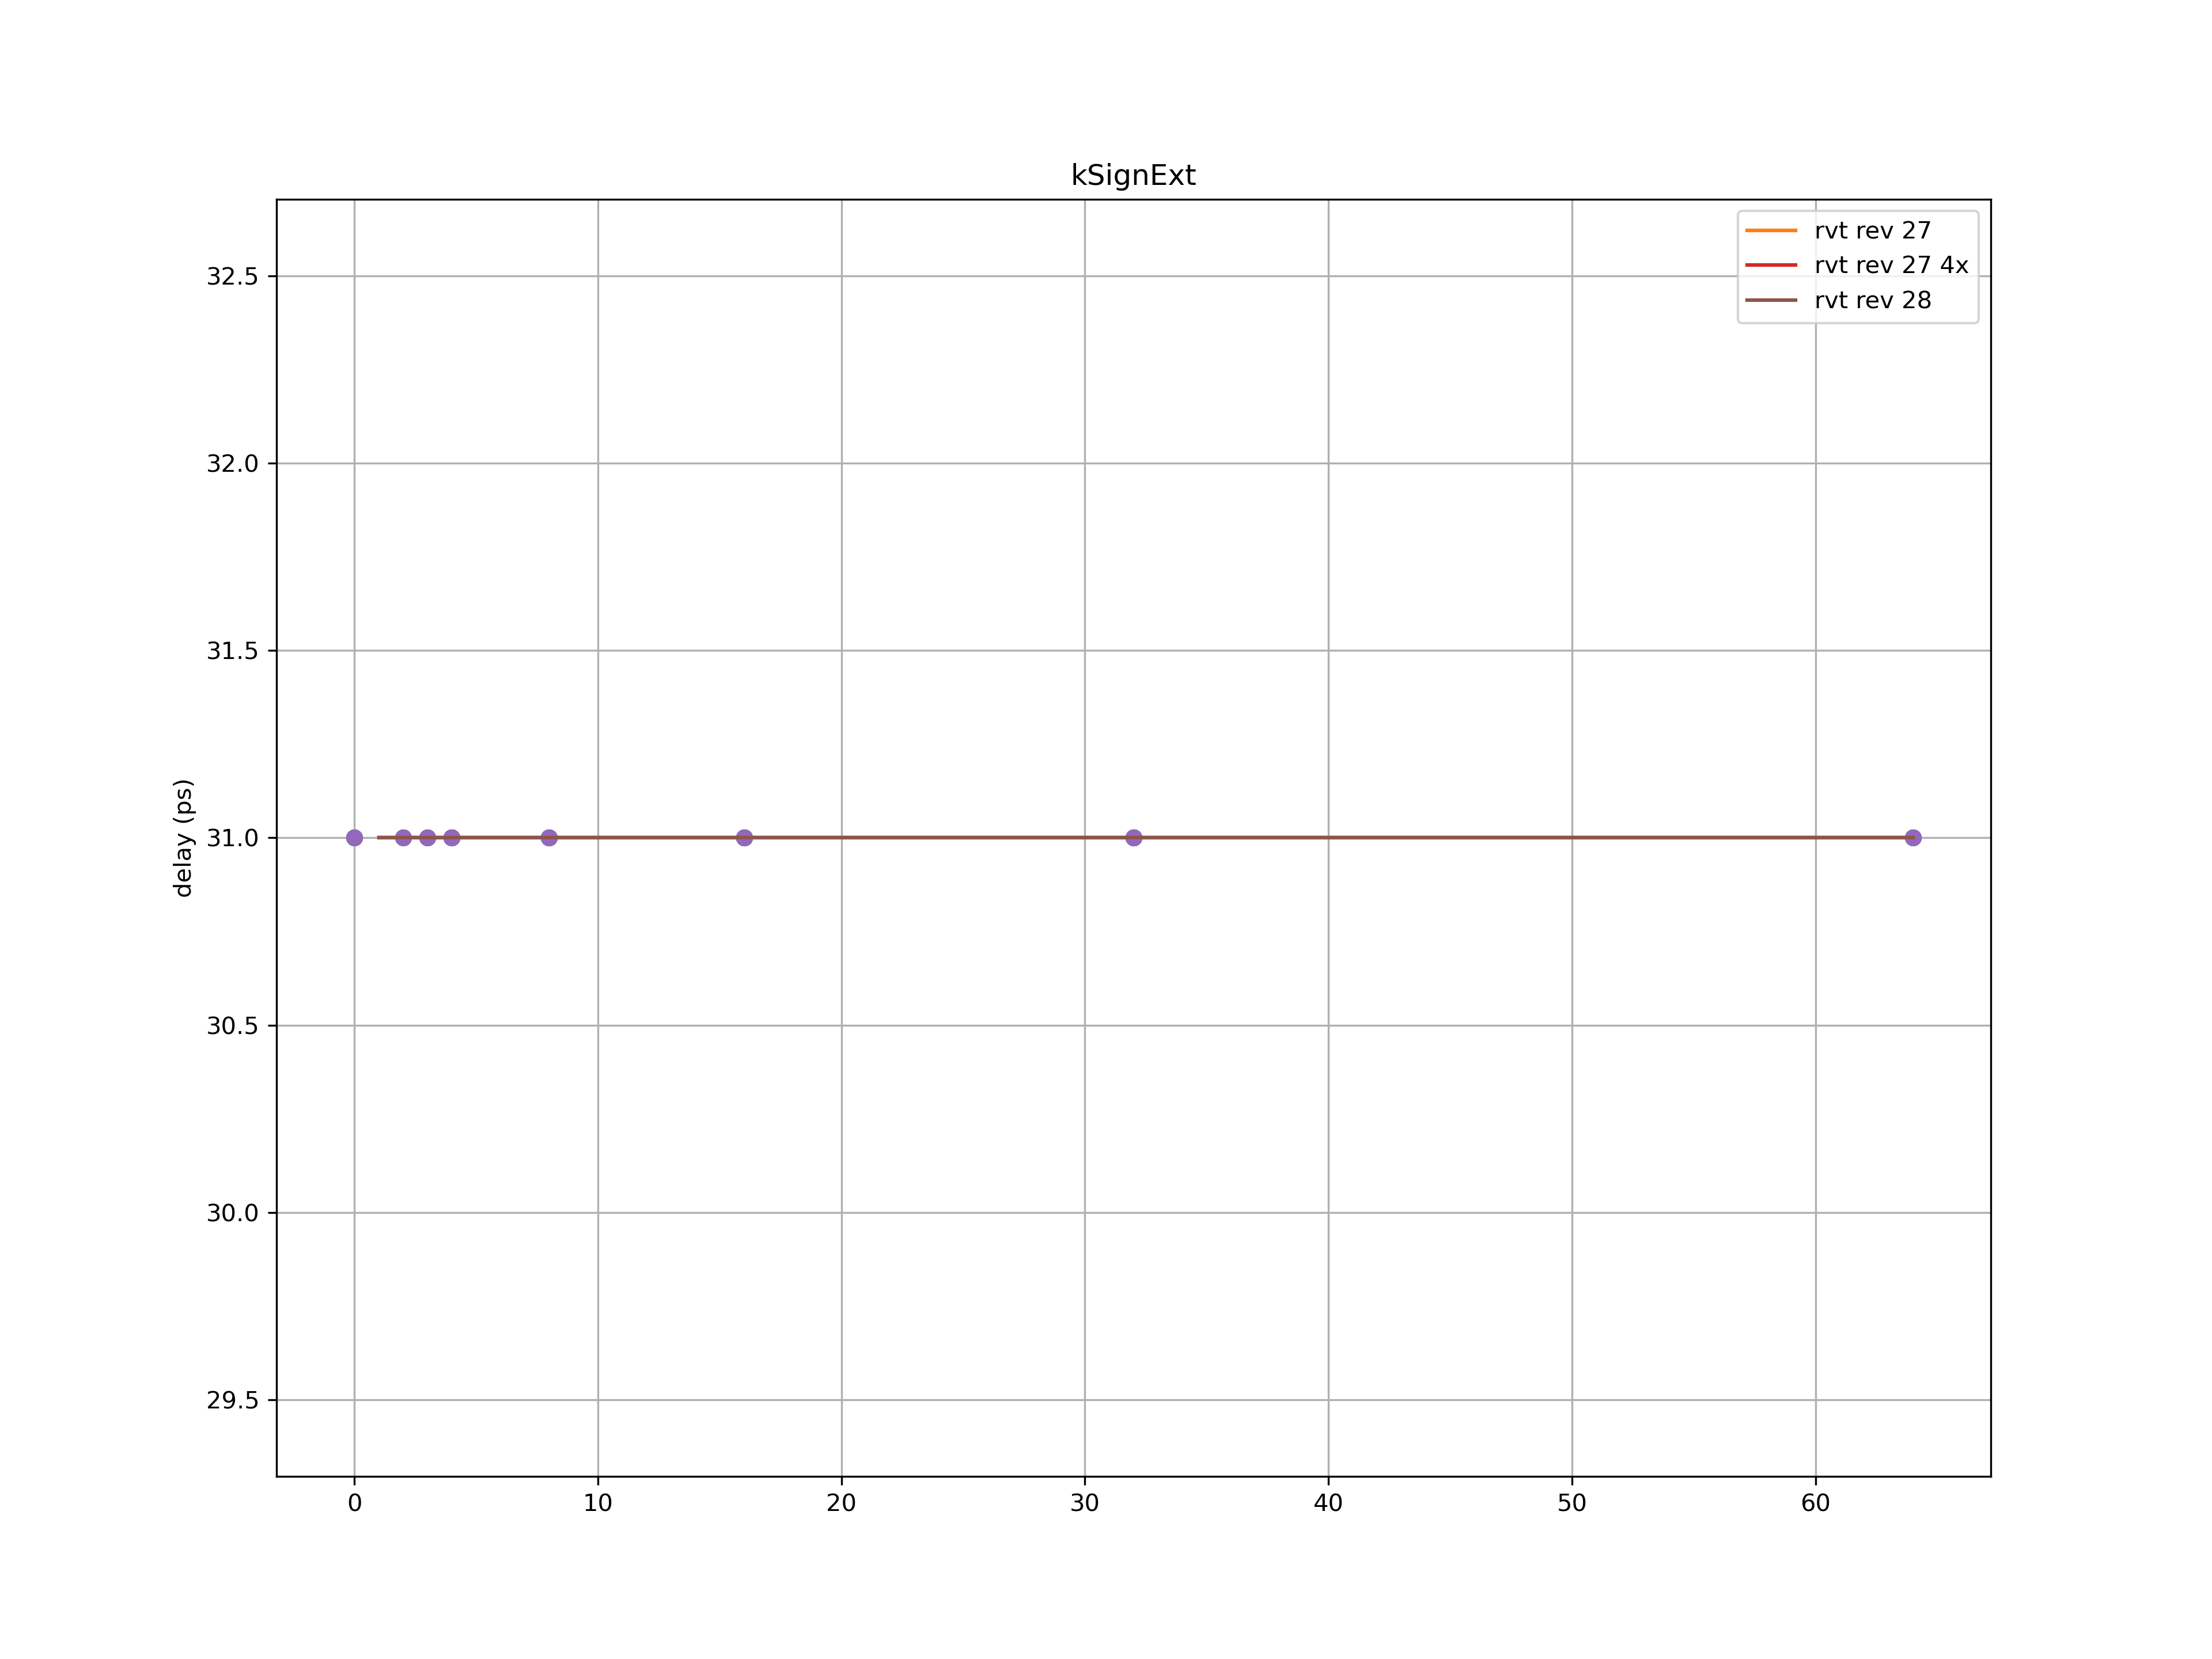 kSignExt
rvt rev 27
rvt rev 27 4x
rvt rev 28
32.5
32.0
31.5
31.0
30.5
30.0
29.5
delay (ps)
0 10 20 30 40 50 60